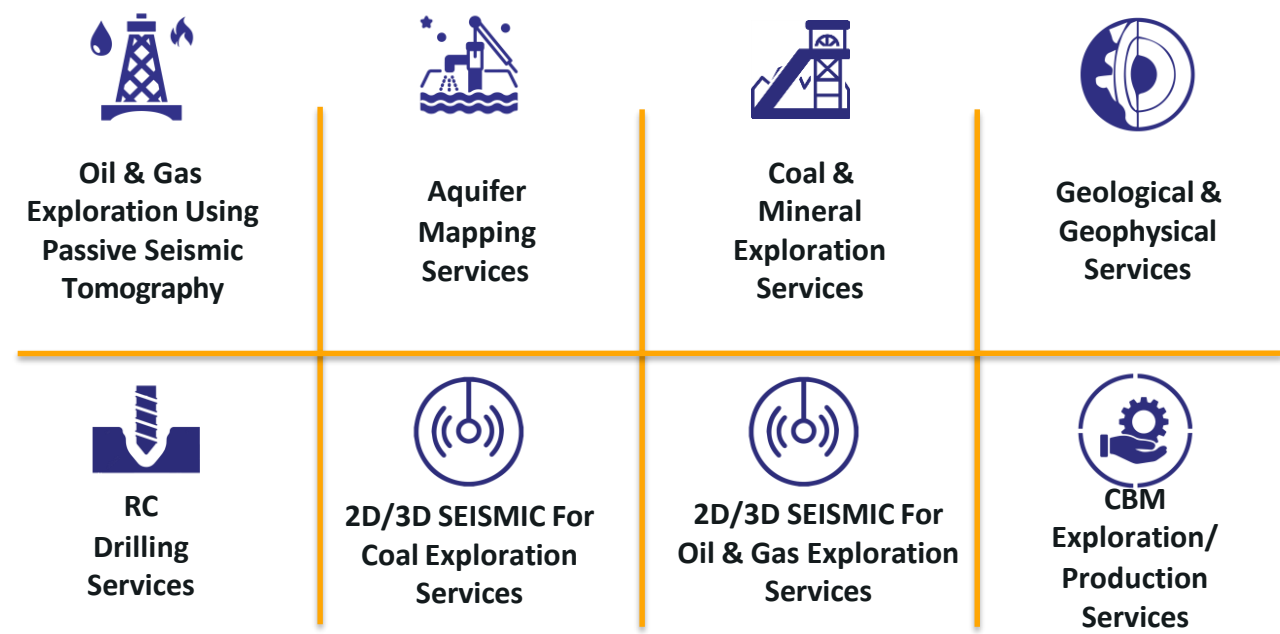 Oil & Gas
Exploration Using
Passive Seismic
Tomography
Aquifer
Mapping
Services
Coal &
Mineral
Exploration
Services
Geological &
Geophysical
Services
RC
Drilling
Services
2D/3D SEISMIC For
Coal Exploration
Services
2D/3D SEISMIC For
Oil & Gas Exploration
Services
CBM
Exploration/
Production
Services